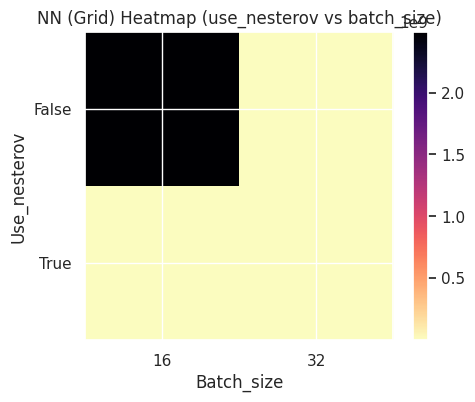 NN (Grid) Heatmap (use_nesterov vs batch_size)
1e9
2.0
False
1.5
Use_nesterov
1.0
True
0.5
16
32
Batch_size